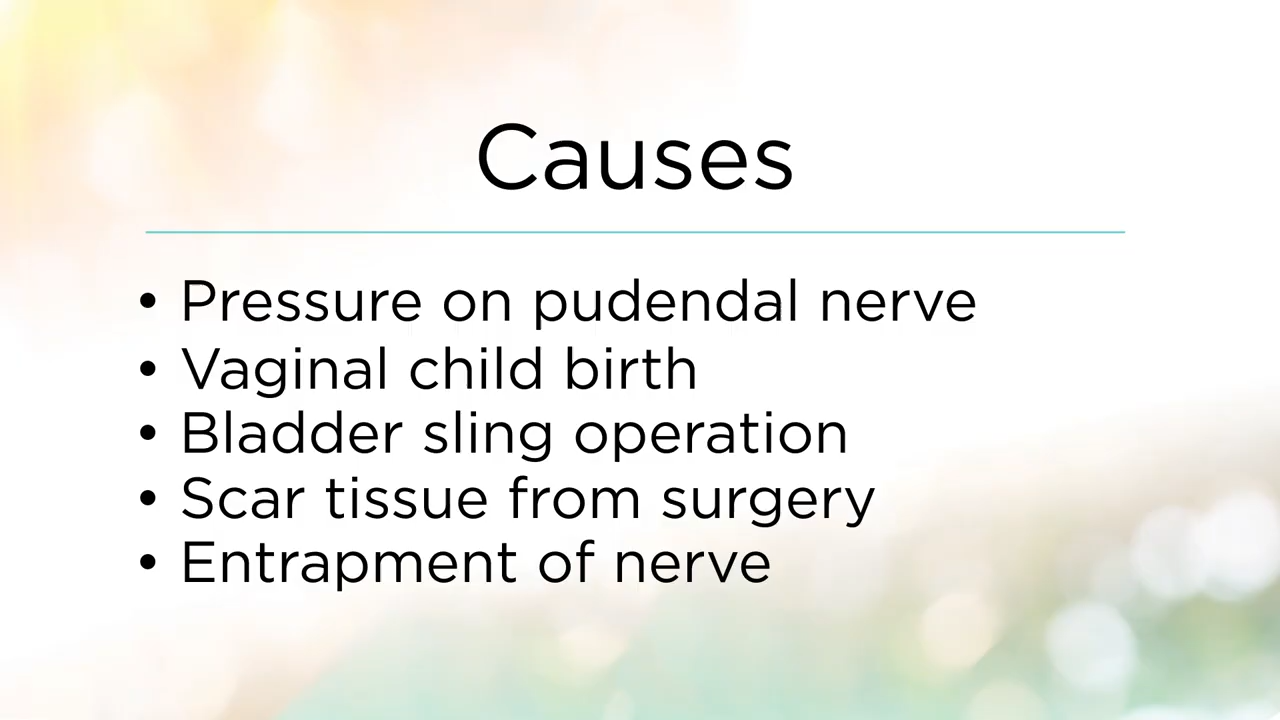 Causes
• Pressure on pudendal nerve
• Vaginal child birth
• Bladder sling operation
• Scar tissue from surgery
• Entrapment of nerve